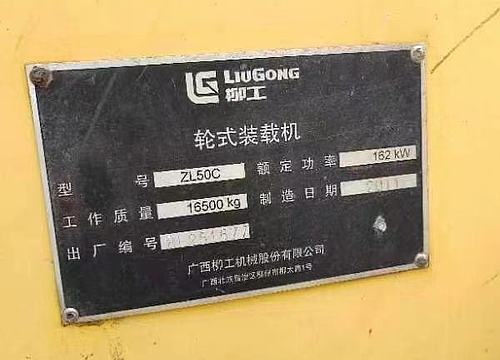 LIUGONG
柳工
轮式装载机
型号 ZL50C 额定功率 162 kW
工作质量 16500 kg 制造日期
出厂编号
广西柳工机械股份有限公司